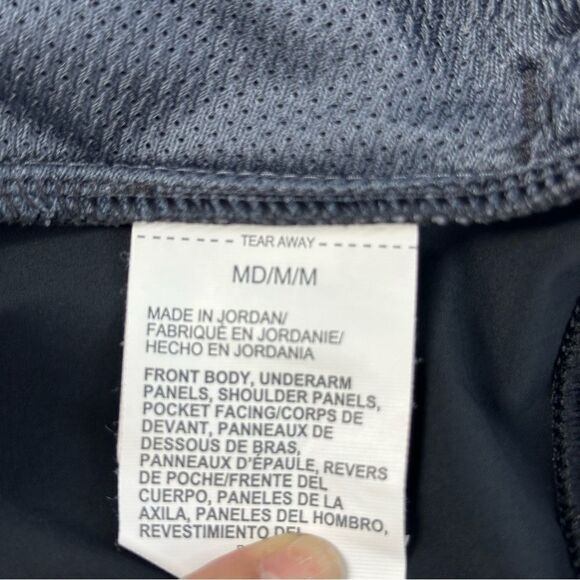 TEAR AWAY
MD/M/M
MADE IN JORDAN/
FABRIQUÉ EN JORDANIE/
HECHO EN JORDANIA
FRONT BODY, UNDERARM
PANELS, SHOULDER PANELS,
POCKET FACING/CORPS DE
DEVANT, PANNEAUX DE
DESSOUS DE BRAS,
PANNEAUX D'ÉPAULE, REVERS
DE POCHE/FRENTE DEL
CUERPO, PANELES DE LA
AXILA, PANELES DEL HOMBRO,
REVESTIMIENTO DEL